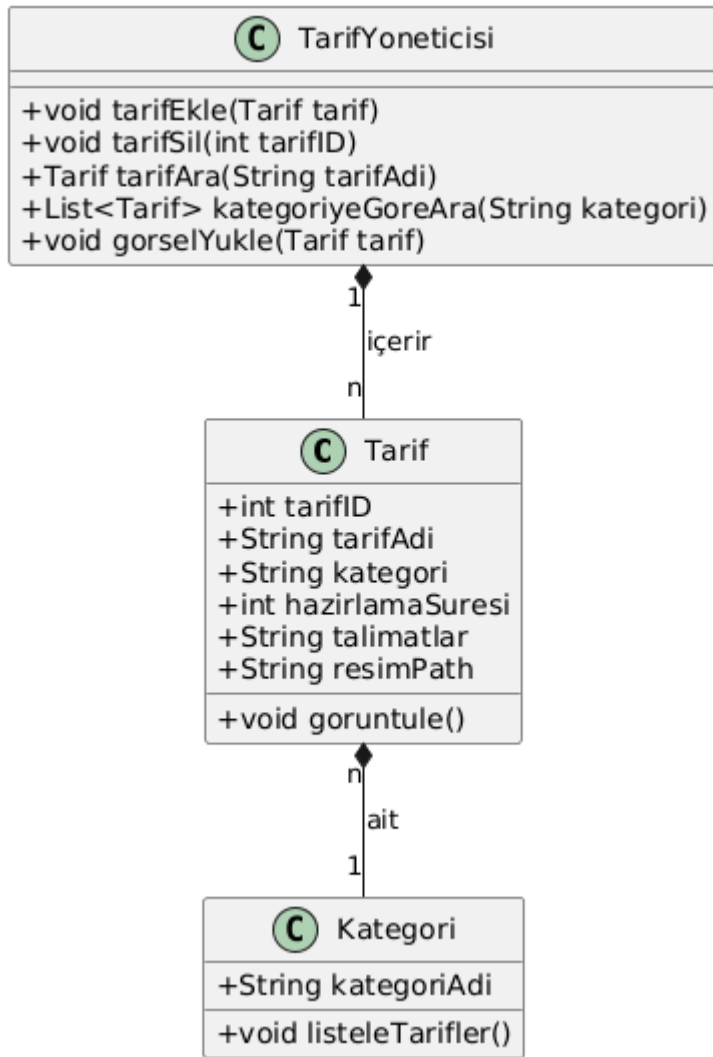 C TarifYoneticisi
+void tarifEkle(Tarif tarif)
+void tarifSil(int tarifID)
+Tarif tarifAra(String tarifAdi)
+List<Tarif> kategoriyeGoreAra(String kategori)
+void gorselYukle(Tarif tarif)
1
içerir
n
C Tarif
+int tarifID
+String tarifAdi
+String kategori
+int hazirlamaSuresi
+String talimatlar
+String resimPath
+void goruntule()
n
ait
1
C Kategori
+String kategoriAdi
+void listeleTarifler()